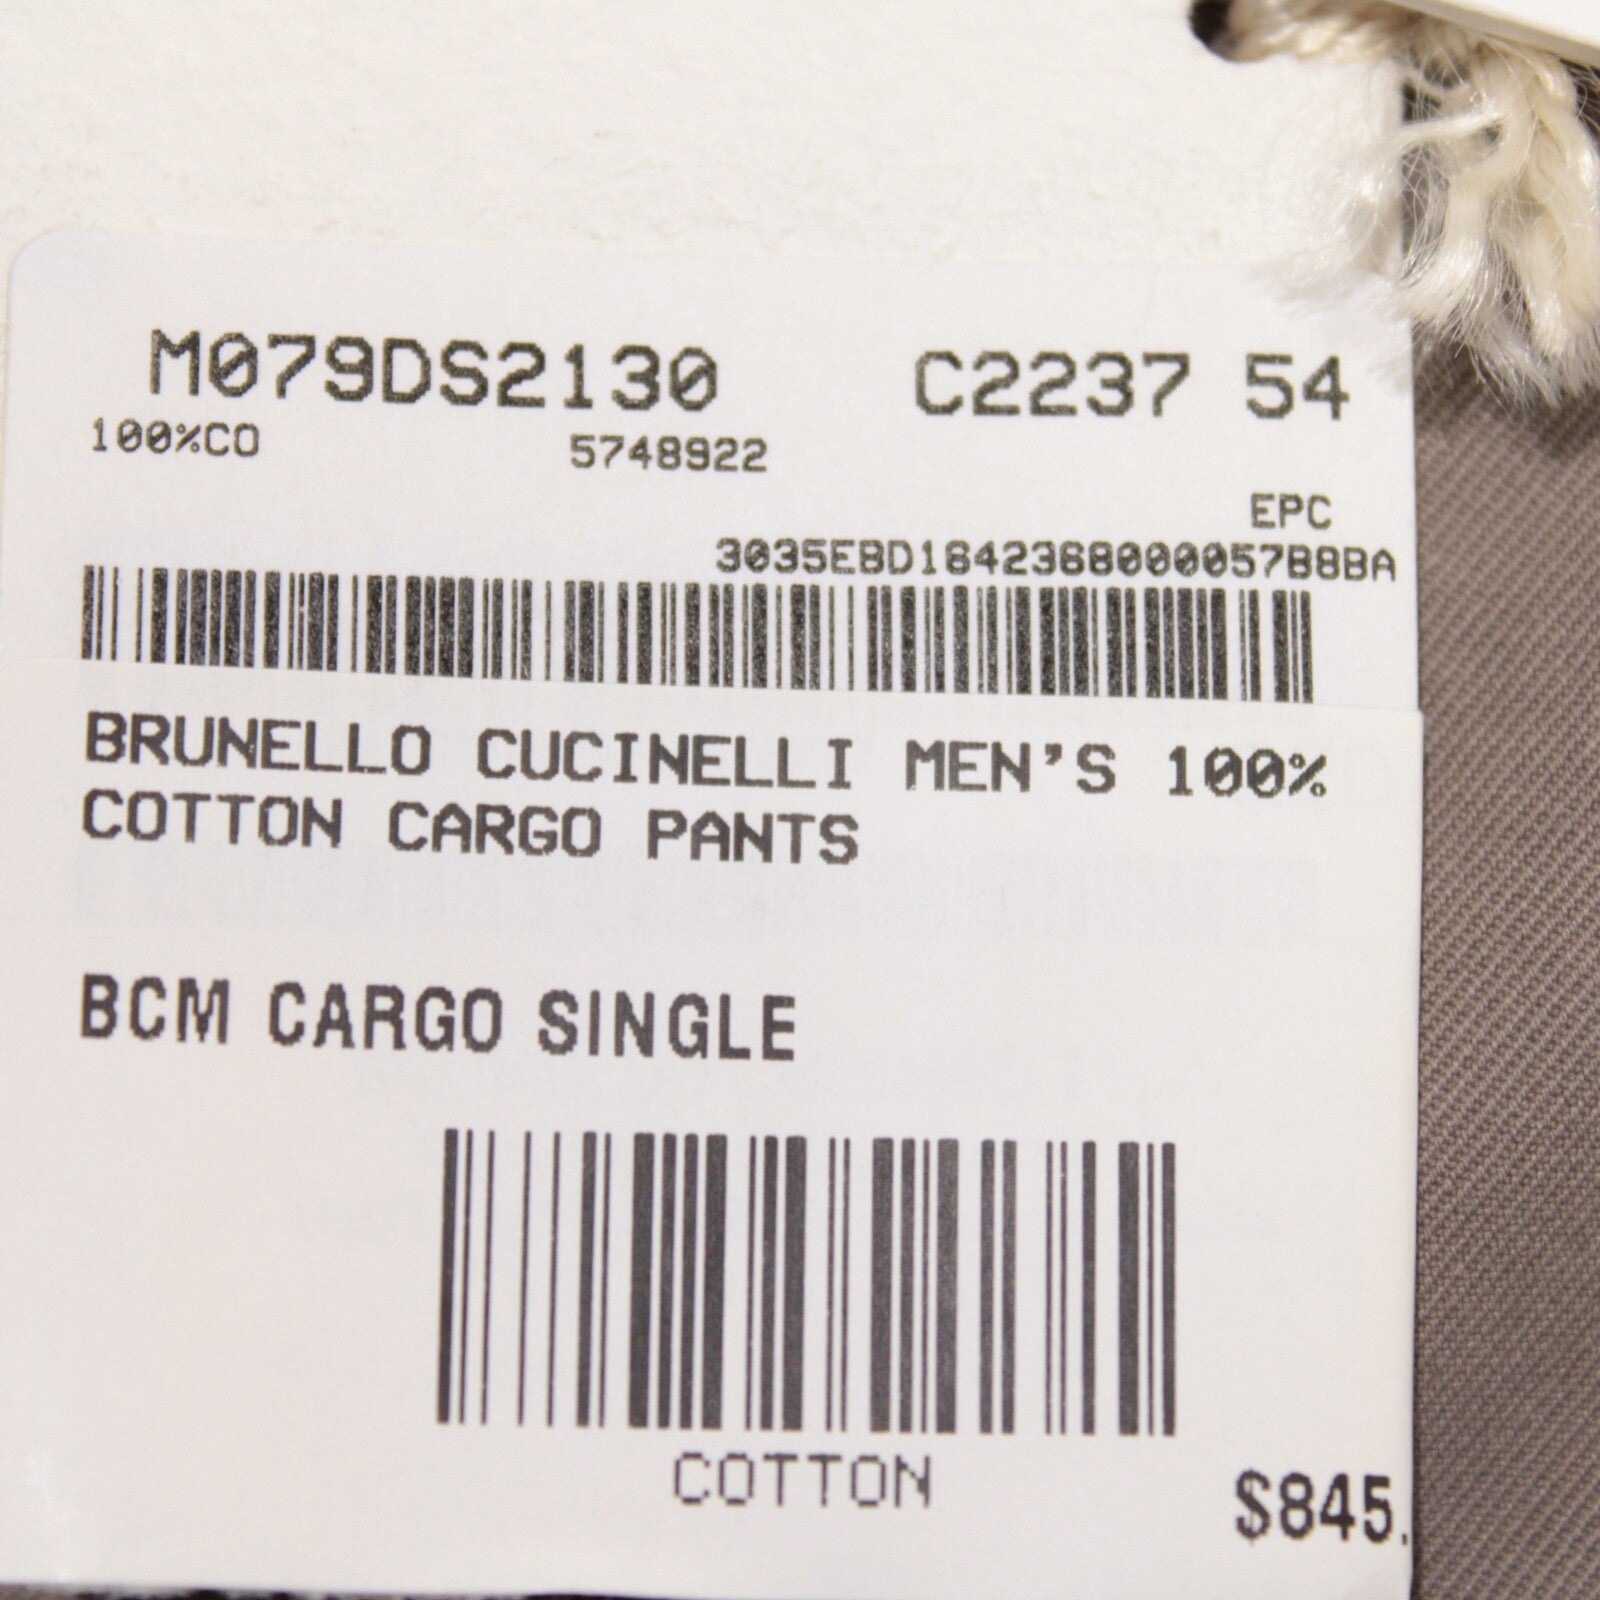 M079DS2130 C2237 54
100%CO 5748922
EPC
3035EBD1842368000057B8BA
BRUNELLO CUCINELLI MEN'S 100%
COTTON CARGO PANTS
BCM CARGO SINGLE
COTTON
$845.